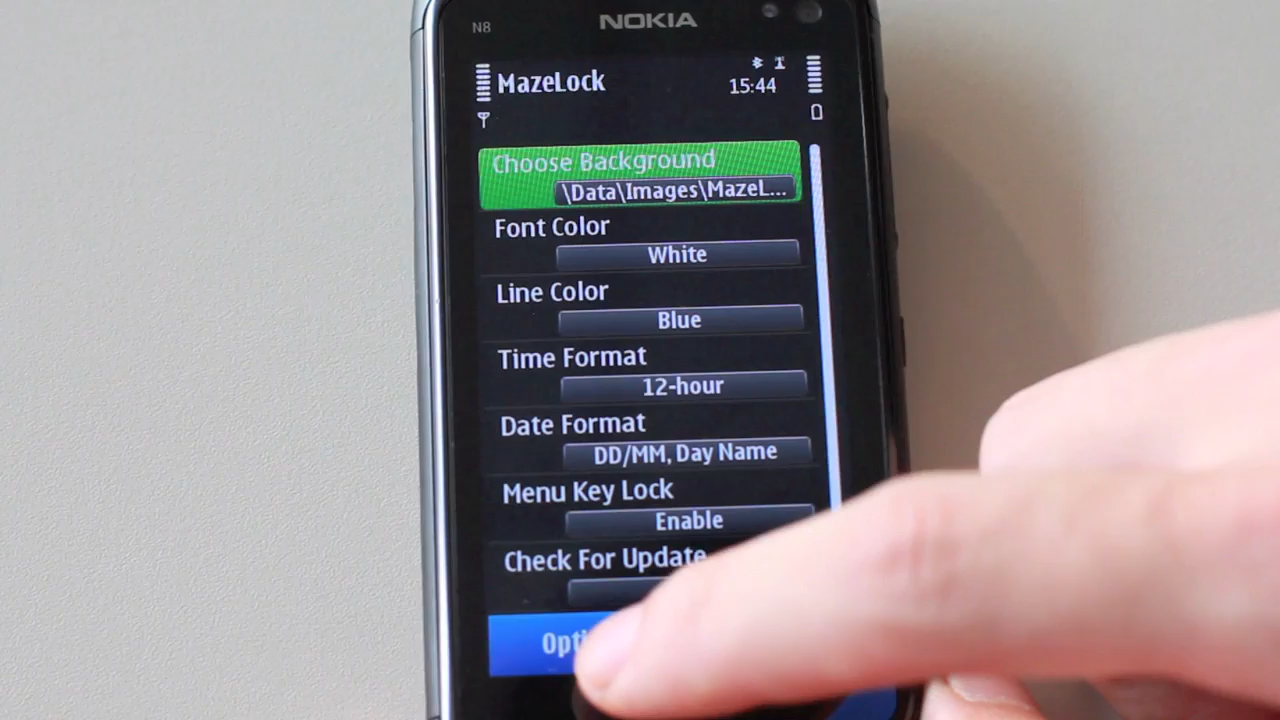 N8
NOKIA
MazeLock
15:44
Choose Background
\Data\Images\MazeL...
Font Color
White
Line Color
Blue
Time Format
12-hour
Date Format
DD/MM, Day Name
Menu Key Lock
Enable
Check For Update
Opti